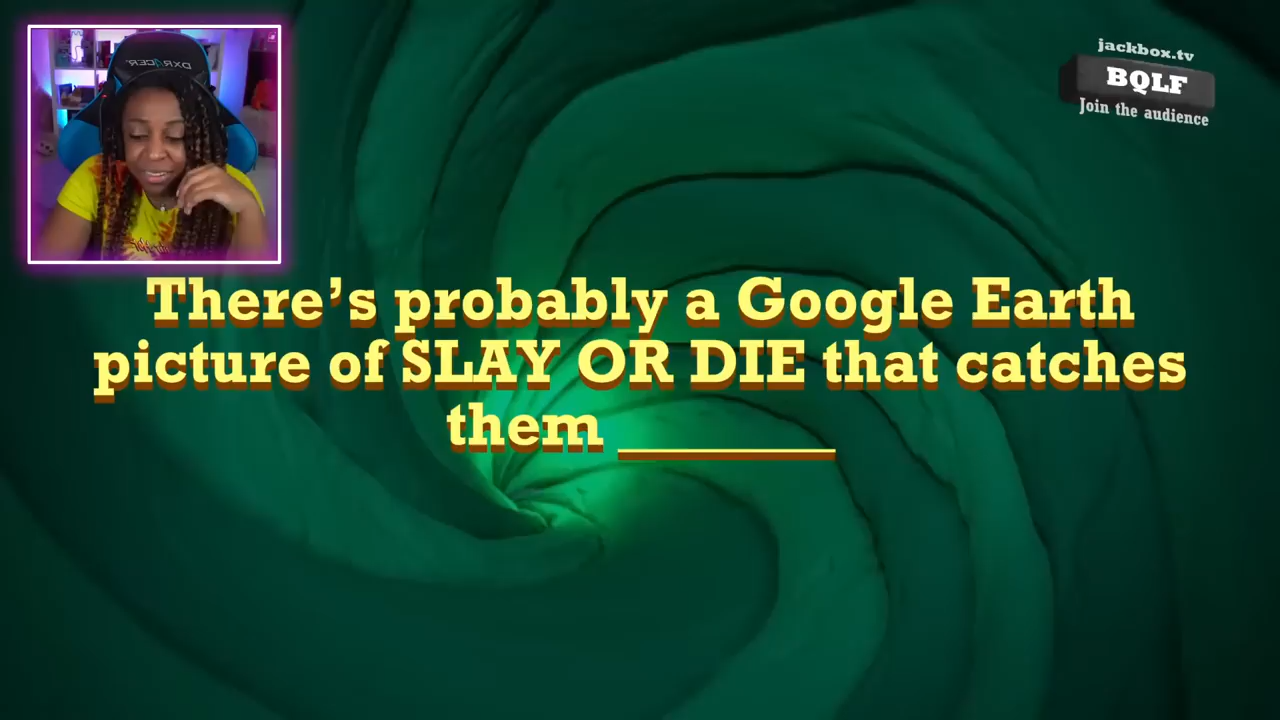 DXRACER
jackbox.tv
BQLF
Join the audience
There's probably a Google Earth
picture of SLAY OR DIE that catches
them ________